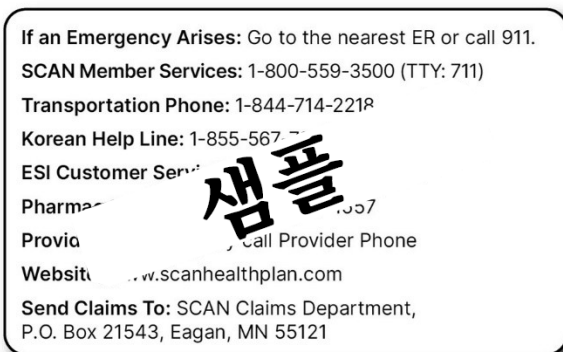 If an Emergency Arises: Go to the nearest ER or call 911.
SCAN Member Services: 1-800-559-3500 (TTY: 711)
Transportation Phone: 1-844-714-2218
Korean Help Line: 1-855-567-
ESI Customer
샘플
call Provider Phone
.scanhealthplan.com
Send Claims To: SCAN Claims Department,
P.O. Box 21543, Eagan, MN 55121